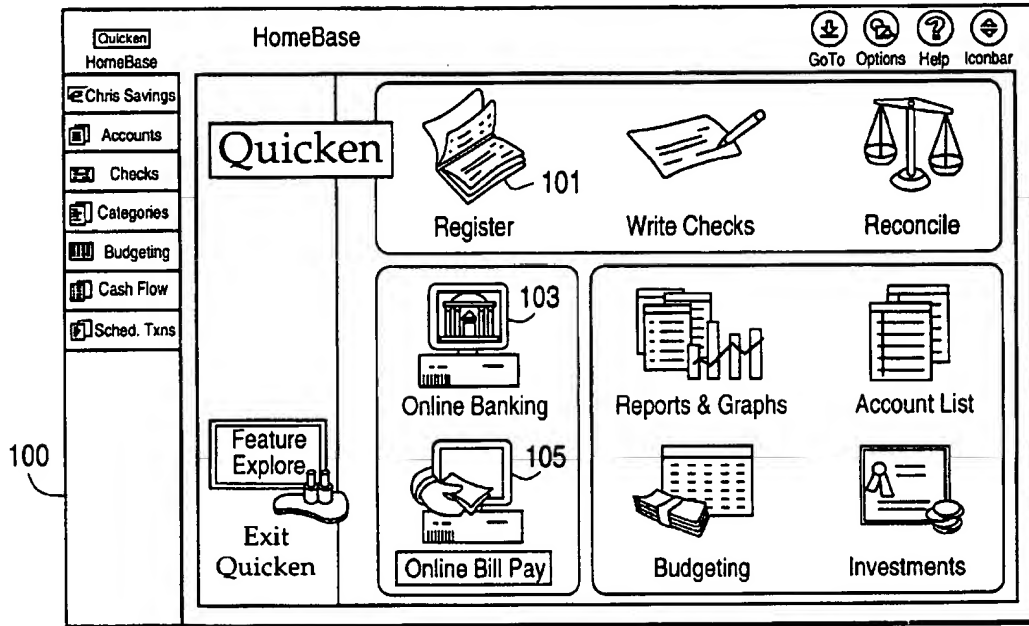 Quicken
HomeBase
HomeBase
GoTo Options Help Iconbar
Chris Savings
Accounts
Checks
Categories
Budgeting
Cash Flow
Sched. Txns
Quicken
101
Register
Write Checks
Reconcile
103
Online Banking
Reports & Graphs
Account List
Feature
Explore
100
105
Exit
Quicken
Online Bill Pay
Budgeting
Investments